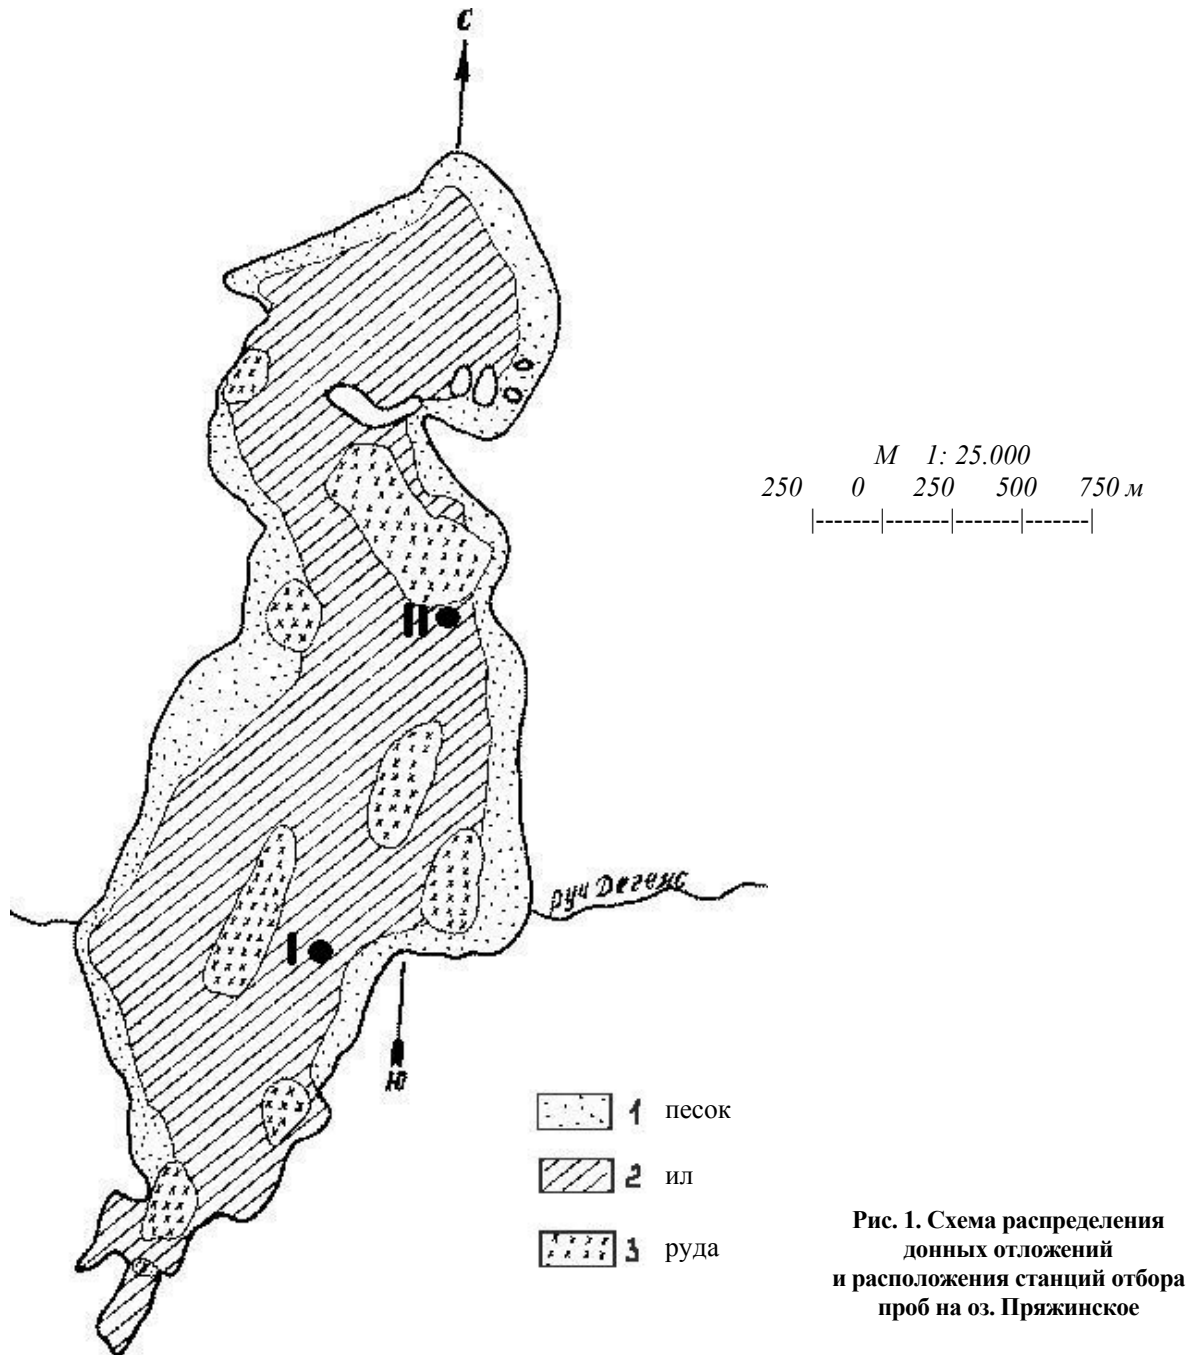 С
М 1: 25.000
250 0 250 500 750 м
|-------|-------|-------|-------|
II
руч Дегенс
I
Ю
1 песок
2 ил
3 руда
Рис. 1. Схема распределения
донных отложений
и расположения станций отбора
проб на оз. Пряжинское